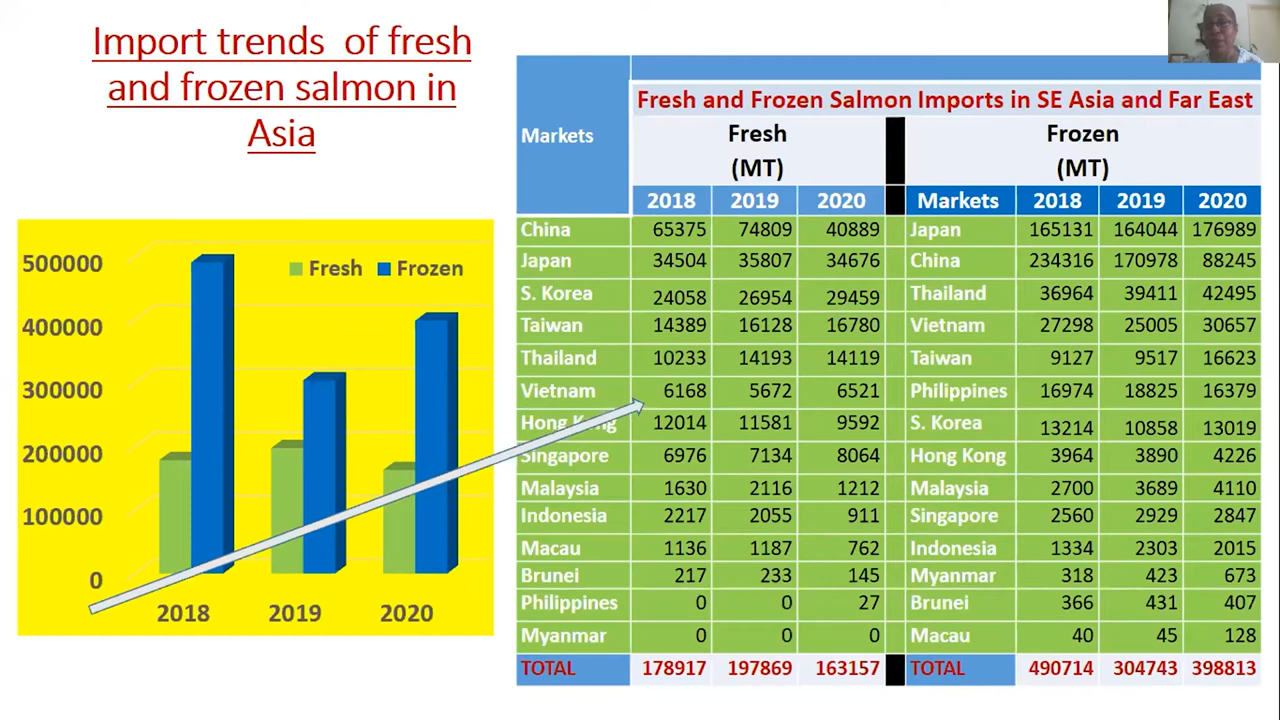 Import trends of fresh
and frozen salmon in
Asia
500000
400000
300000
200000
100000
0
Fresh Frozen
2018 2019 2020
Fresh and Frozen Salmon Imports in SE Asia and Far East
Markets Fresh Frozen
(MT) (MT)
2018 2019 2020 Markets 2018 2019 2020
China 65375 74809 40889 Japan 165131 164044 176989
Japan 34504 35807 34676 China 234316 170978 88245
S. Korea 24058 26954 29459 Thailand 36964 39411 42495
Taiwan 14389 16128 16780 Vietnam 27298 25005 30657
Thailand 10233 14193 14119 Taiwan 9127 9517 16623
Vietnam 6168 5672 6521 Philippines 16974 18825 16379
Hong Kong 12014 11581 9592 S. Korea 13214 10858 13019
Singapore 6976 7134 8064 Hong Kong 3964 3890 4226
Malaysia 1630 2116 1212 Malaysia 2700 3689 4110
Indonesia 2217 2055 911 Singapore 2560 2929 2847
Macau 1136 1187 762 Indonesia 1334 2303 2015
Brunei 217 233 145 Myanmar 318 423 673
Philippines 0 0 27 Brunei 366 431 407
Myanmar 0 0 0 Macau 40 45 128
TOTAL 178917 197869 163157 TOTAL 490714 304743 398813